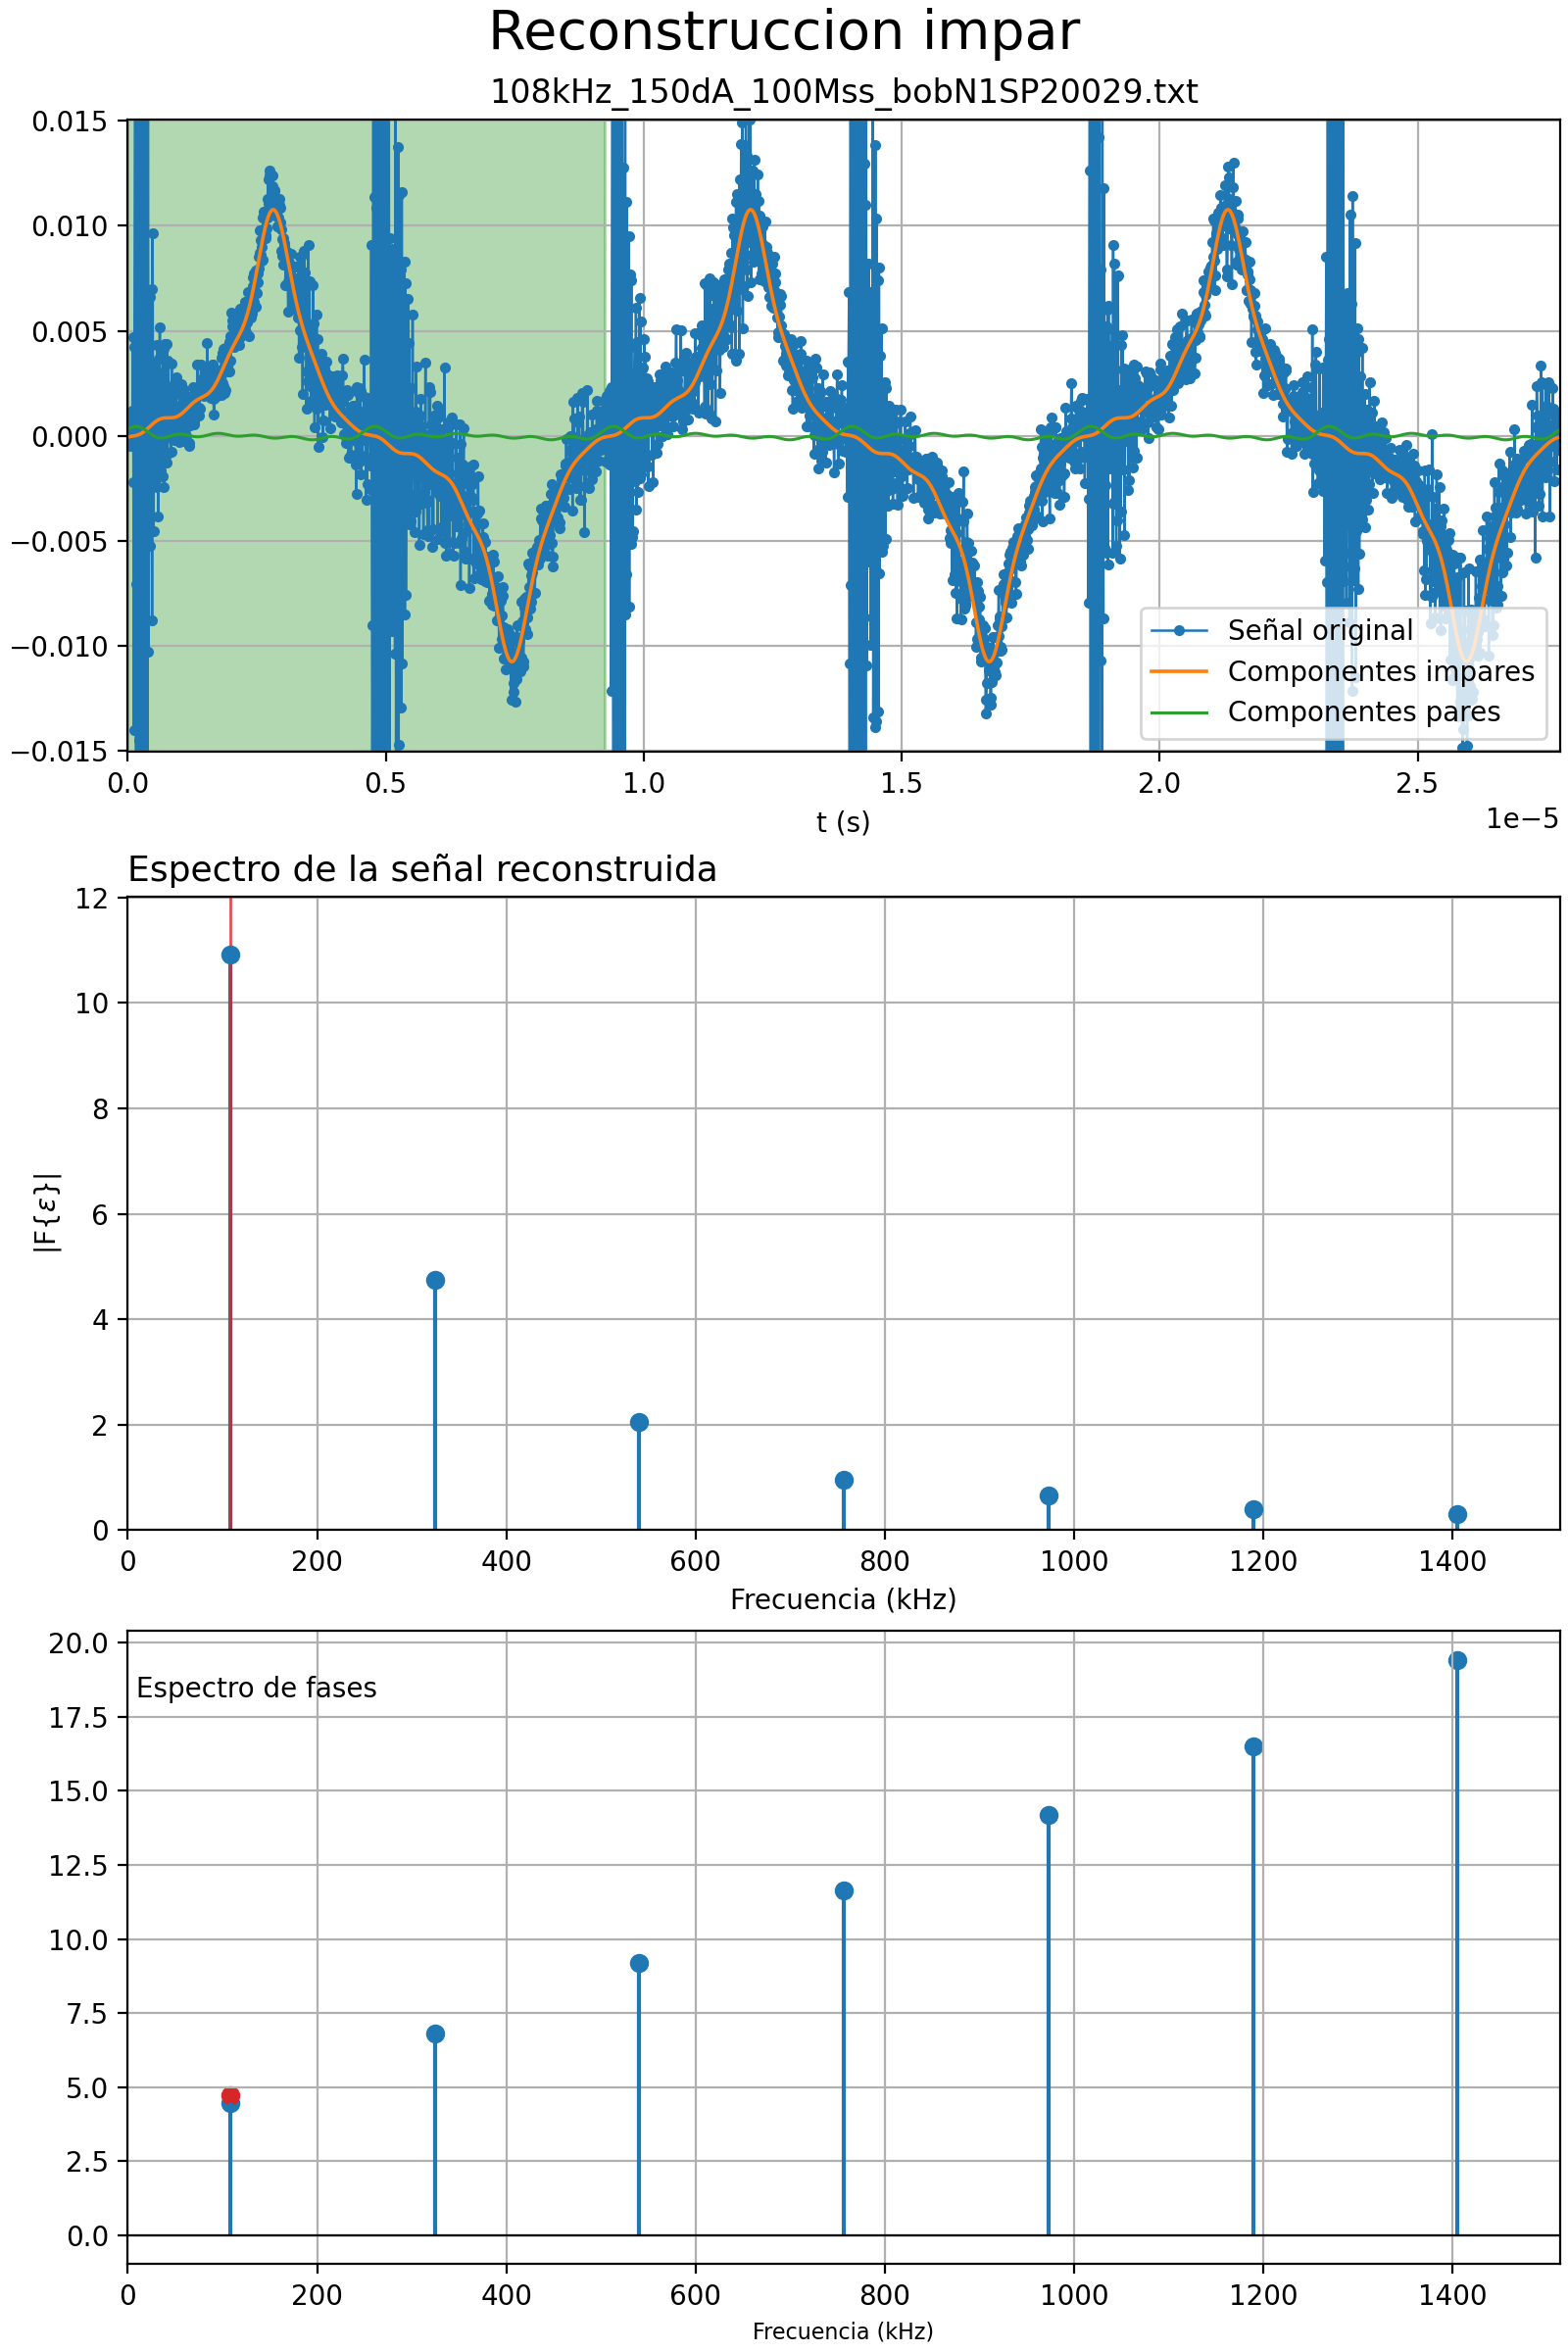 Reconstruccion impar
108kHz_150dA_100Mss_bobN1SP20029.txt
0.015
0.010
0.005
0.000
−0.005
−0.010
−0.015
Señal original
Componentes impares
Componentes pares
0.0 0.5 1.0 1.5 2.0 2.5
1e−5
t (s)
Espectro de la señal reconstruida
12
10
8
6
4
2
0
|F{ε}|
0 200 400 600 800 1000 1200 1400
Frecuencia (kHz)
Espectro de fases
20.0
17.5
15.0
12.5
10.0
7.5
5.0
2.5
0.0
0 200 400 600 800 1000 1200 1400
Frecuencia (kHz)